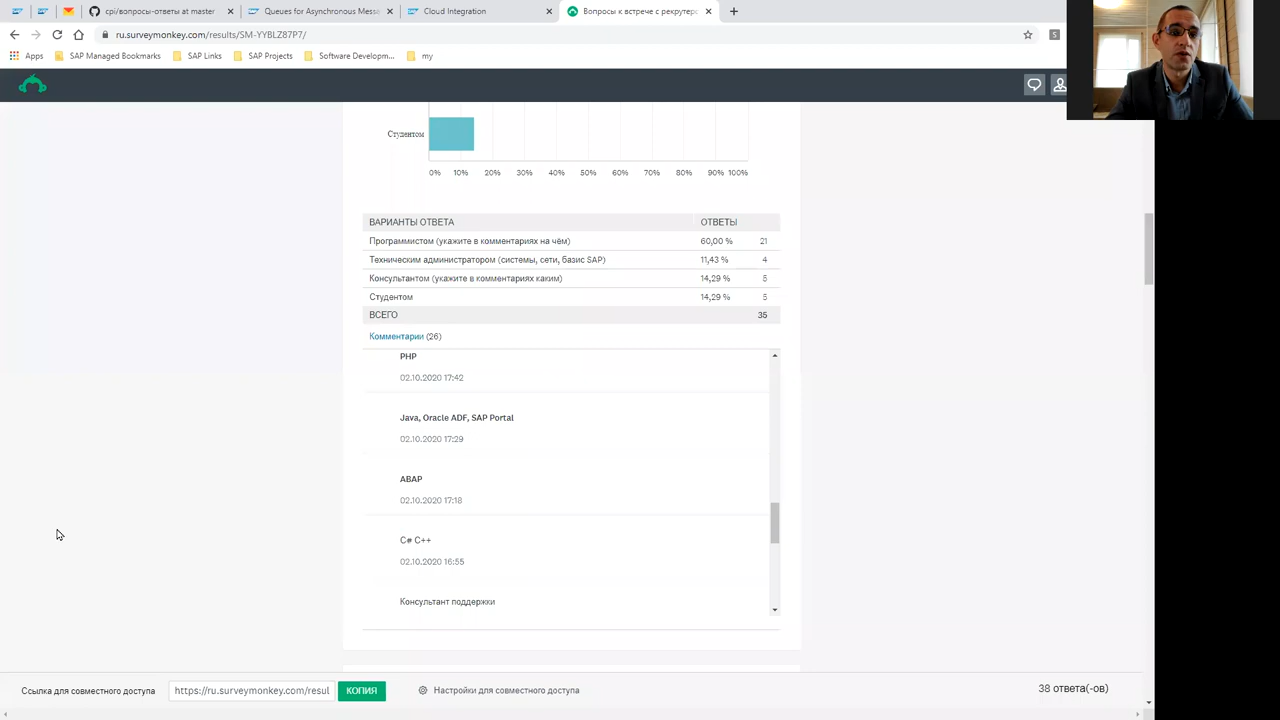 cpi/вопросы-ответы at master
Queues for Asynchronous Messa
Cloud Integration
Вопросы к встрече с рекрутеро
ru.surveymonkey.com/results/SM-YYBLZ87P7/
S
Apps
SAP Managed Bookmarks
SAP Links
SAP Projects
Software Developm...
my
Студентом
0% 10% 20% 30% 40% 50% 60% 70% 80% 90% 100%
ВАРИАНТЫ ОТВЕТА ОТВЕТЫ
Программистом (укажите в комментариях на чём) 60,00 % 21
Техническим администратором (системы, сети, базис SAP) 11,43 % 4
Консультантом (укажите в комментариях каким) 14,29 % 5
Студентом 14,29 % 5
ВСЕГО 35
Комментарии (26)
PHP
02.10.2020 17:42
Java, Oracle ADF, SAP Portal
02.10.2020 17:29
ABAP
02.10.2020 17:18
C# C++
02.10.2020 16:55
Консультант поддержки
Ссылка для совместного доступа
https://ru.surveymonkey.com/resul
КОПИЯ
Настройки для совместного доступа
38 ответа(-ов)